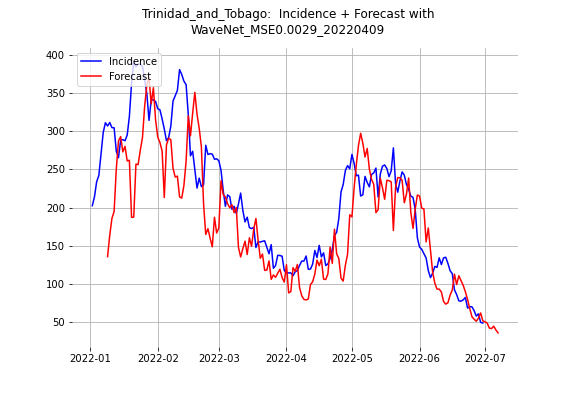 Trinidad_and_Tobago:  Incidence + Forecast with
WaveNet_MSE0.0029_20220409
Incidence
Forecast
400
350
300
250
200
150
100
50
2022-01 2022-02 2022-03 2022-04 2022-05 2022-06 2022-07